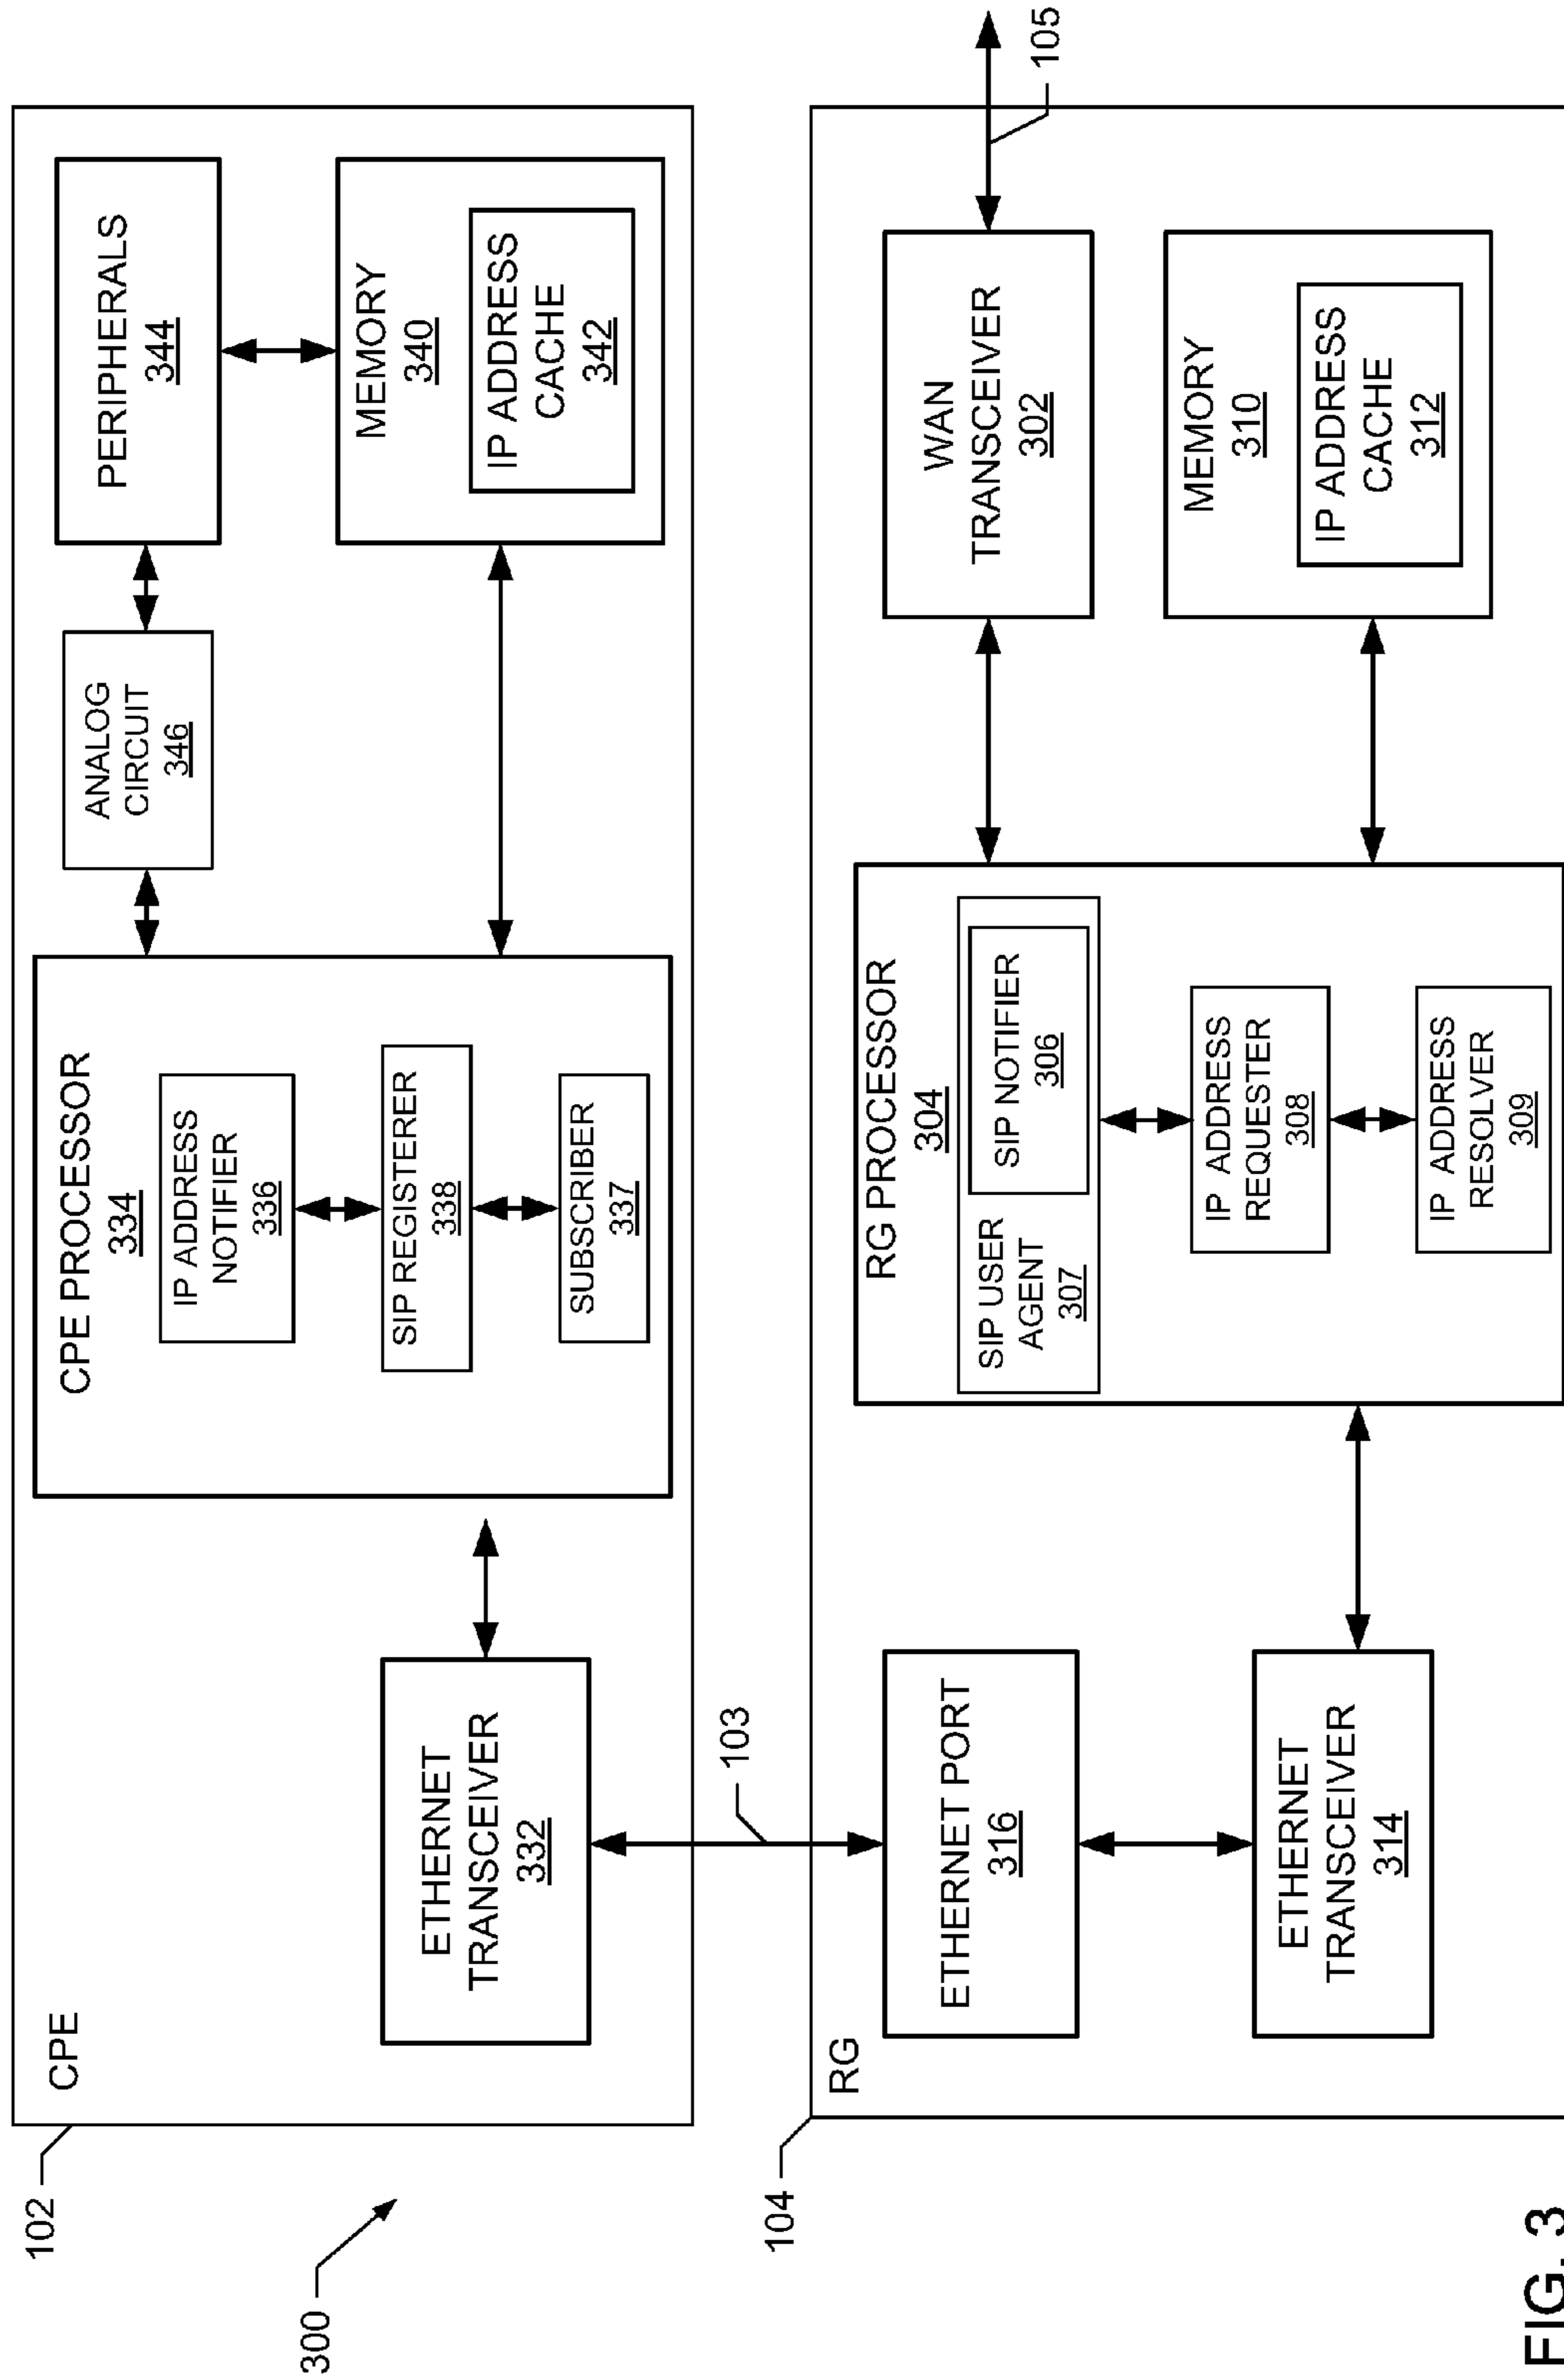 102
CPE
300
ETHERNET
TRANSCEIVER
332
CPE PROCESSOR
334
IP ADDRESS
NOTIFIER
336
SIP REGISTERER
338
SUBSCRIBER
337
ANALOG
CIRCUIT
346
PERIPHERALS
344
MEMORY
340
IP ADDRESS
CACHE
342
103
104
RG
ETHERNET PORT
316
ETHERNET
TRANSCEIVER
314
RG PROCESSOR
304
SIP USER
AGENT
307
SIP NOTIFIER
306
IP ADDRESS
REQUESTER
308
IP ADDRESS
RESOLVER
309
WAN
TRANSCEIVER
302
105
MEMORY
310
IP ADDRESS
CACHE
312
FIG. 3